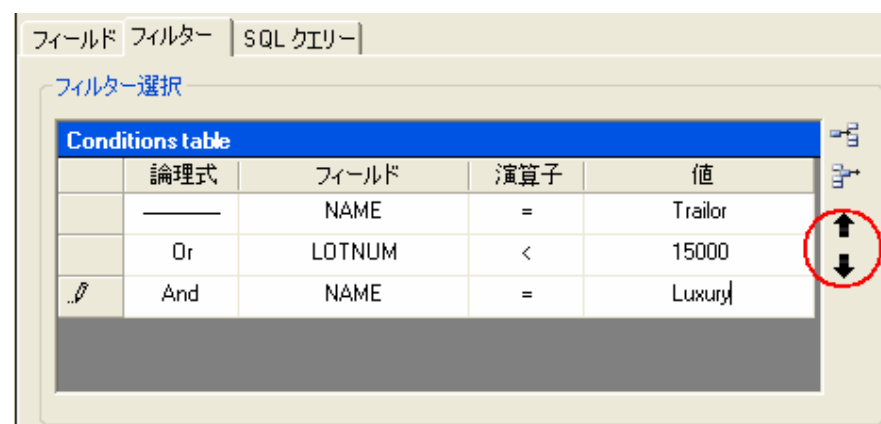 フィールド フィルター SQL クエリー
フィルター選択
Conditions table
論理式 フィールド 演算子 値
——— NAME = Trailor
Or LOTNUM < 15000
And NAME = Luxury